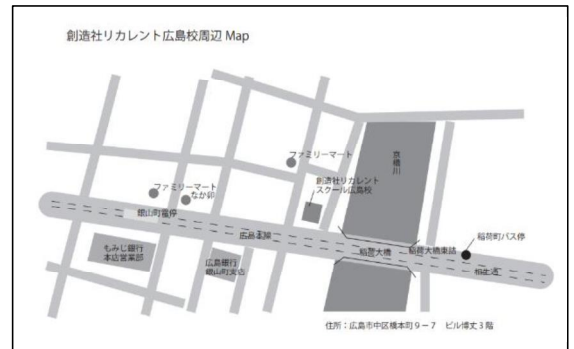 創造社リカレント広島校周辺 Map
ファミリーマート
京橋川
創造社リカレント
スクール広島校
ファミリーマート
なか卯
銀山町電停
広島本線
稲荷町バス停
稲荷大橋
稲荷大橋東詰
もみじ銀行
本店営業部
広島銀行
銀山町支店
相生通
住所：広島市中区橋本町９－７　ビル博丈３階